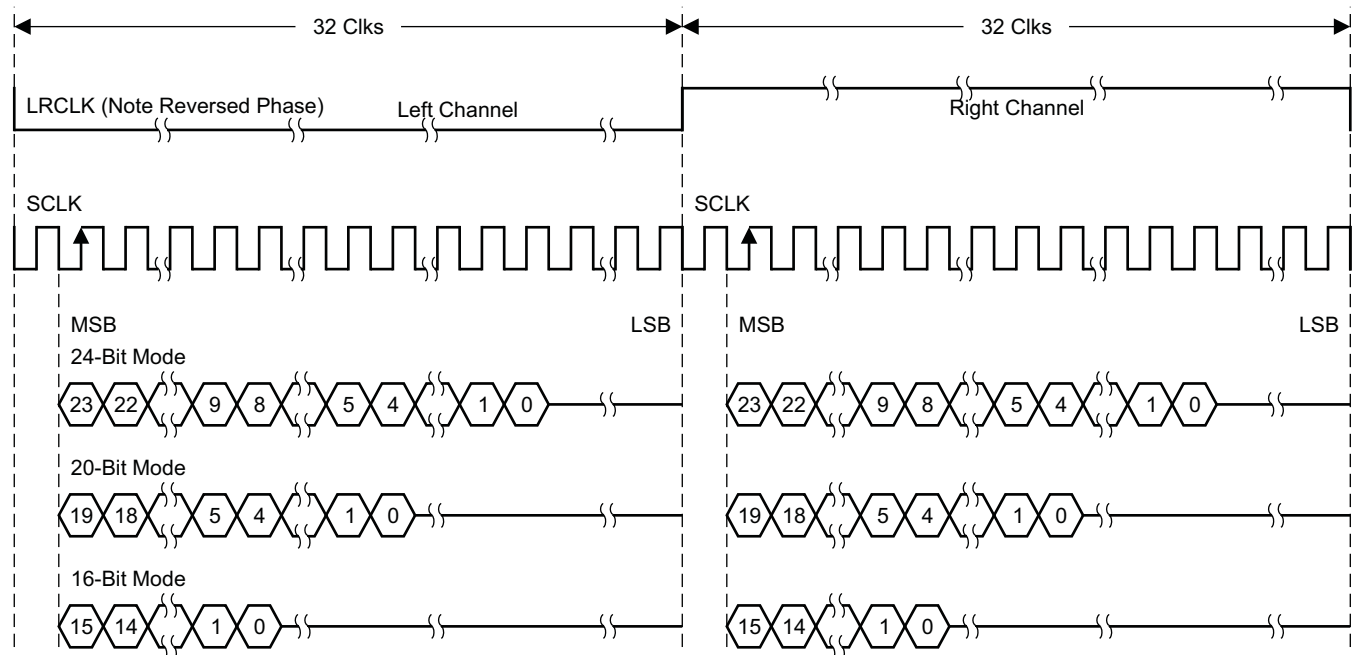 32 Clks 32 Clks
LRCLK (Note Reversed Phase) Left Channel Right Channel
SCLK SCLK
MSB LSB MSB LSB
24-Bit Mode
23 22 9 8 5 4 1 0 23 22 9 8 5 4 1 0
20-Bit Mode
19 18 5 4 1 0 19 18 5 4 1 0
16-Bit Mode
15 14 1 0 15 14 1 0